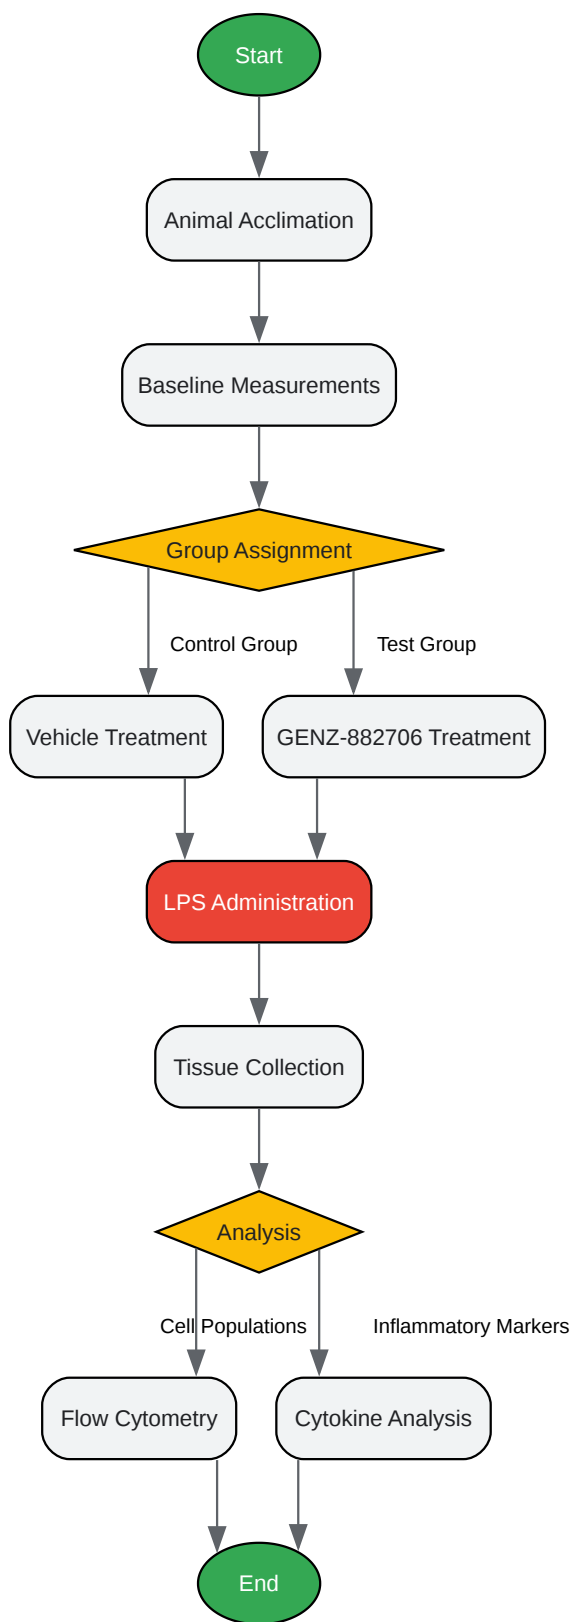 Start
Animal Acclimation
Baseline Measurements
Group Assignment
Control Group
Test Group
Vehicle Treatment
GENZ-882706 Treatment
LPS Administration
Tissue Collection
Analysis
Cell Populations
Inflammatory Markers
Flow Cytometry
Cytokine Analysis
End